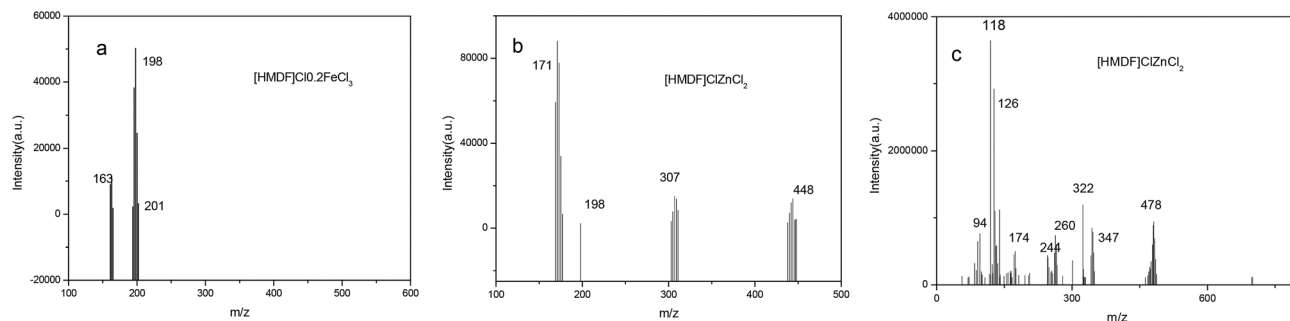 60000
40000
20000
0
-20000
Intensity(a.u.)
a
198
163
201
[HMDF]Cl0.2FeCl₃
100 200 300 400 500 600
m/z
80000
40000
0
Intensity(a.u.)
b
171
198
307
448
[HMDF]ClZnCl₂
100 200 300 400 500
m/z
4000000
2000000
0
Intensity(a.u.)
118
c
126
94
174
244
260
322
347
478
[HMDF]ClZnCl₂
0 300 600
m/z